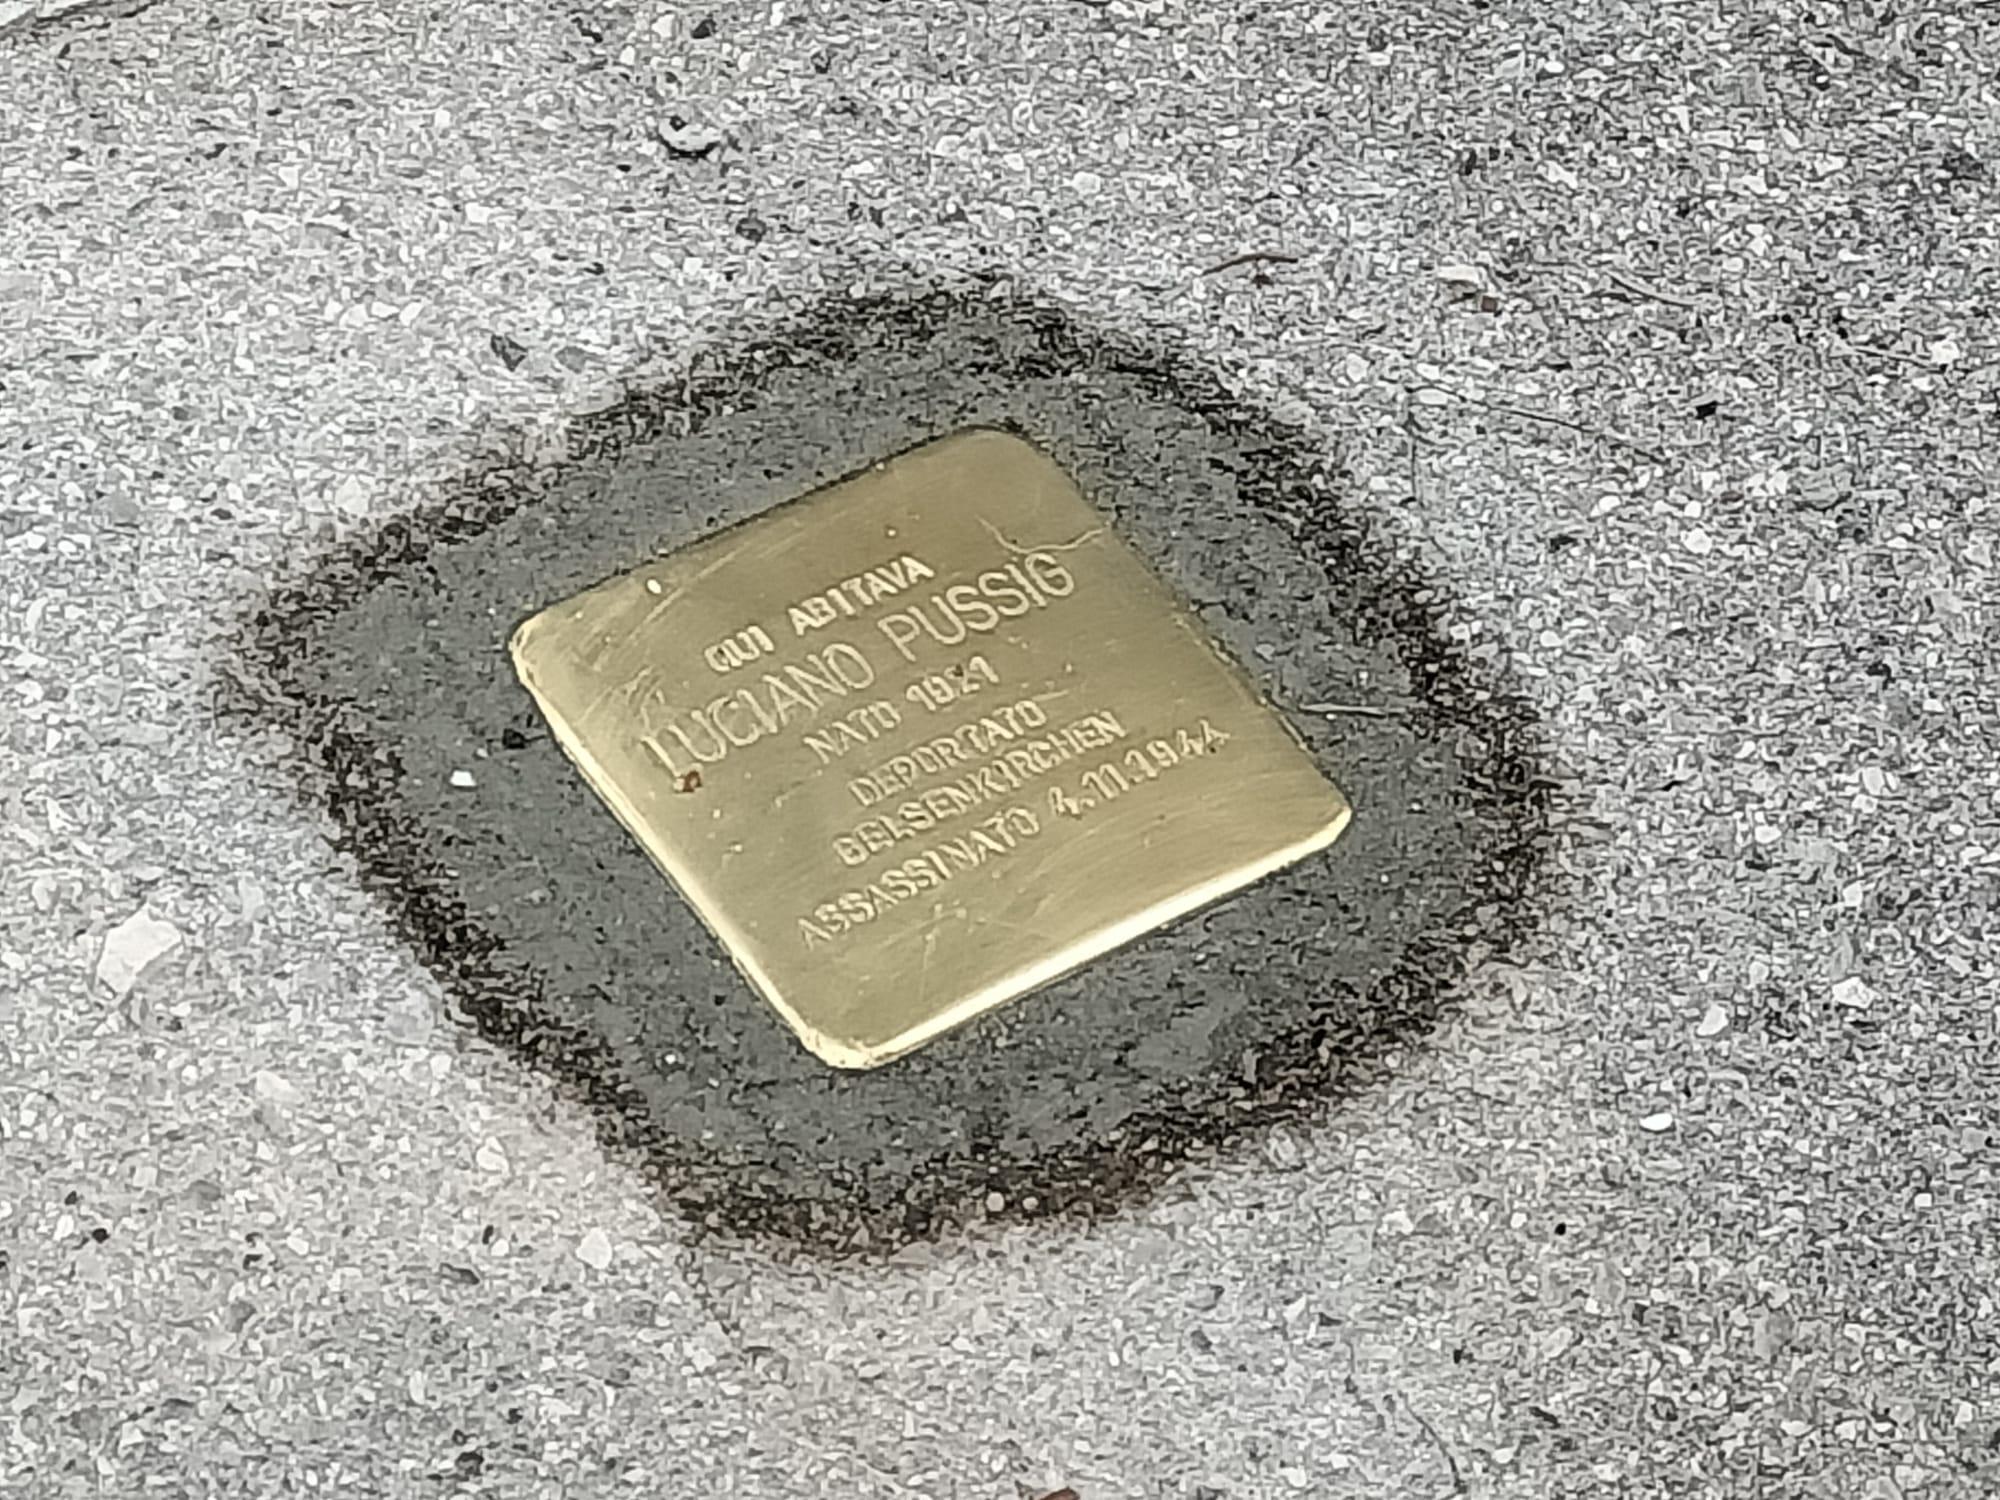 QUI ABITAVA
LUCIANO PUSSIG
NATO 1921
DEPORTATO
GELSENKIRCHEN
ASSASSINATO 4.11.1944